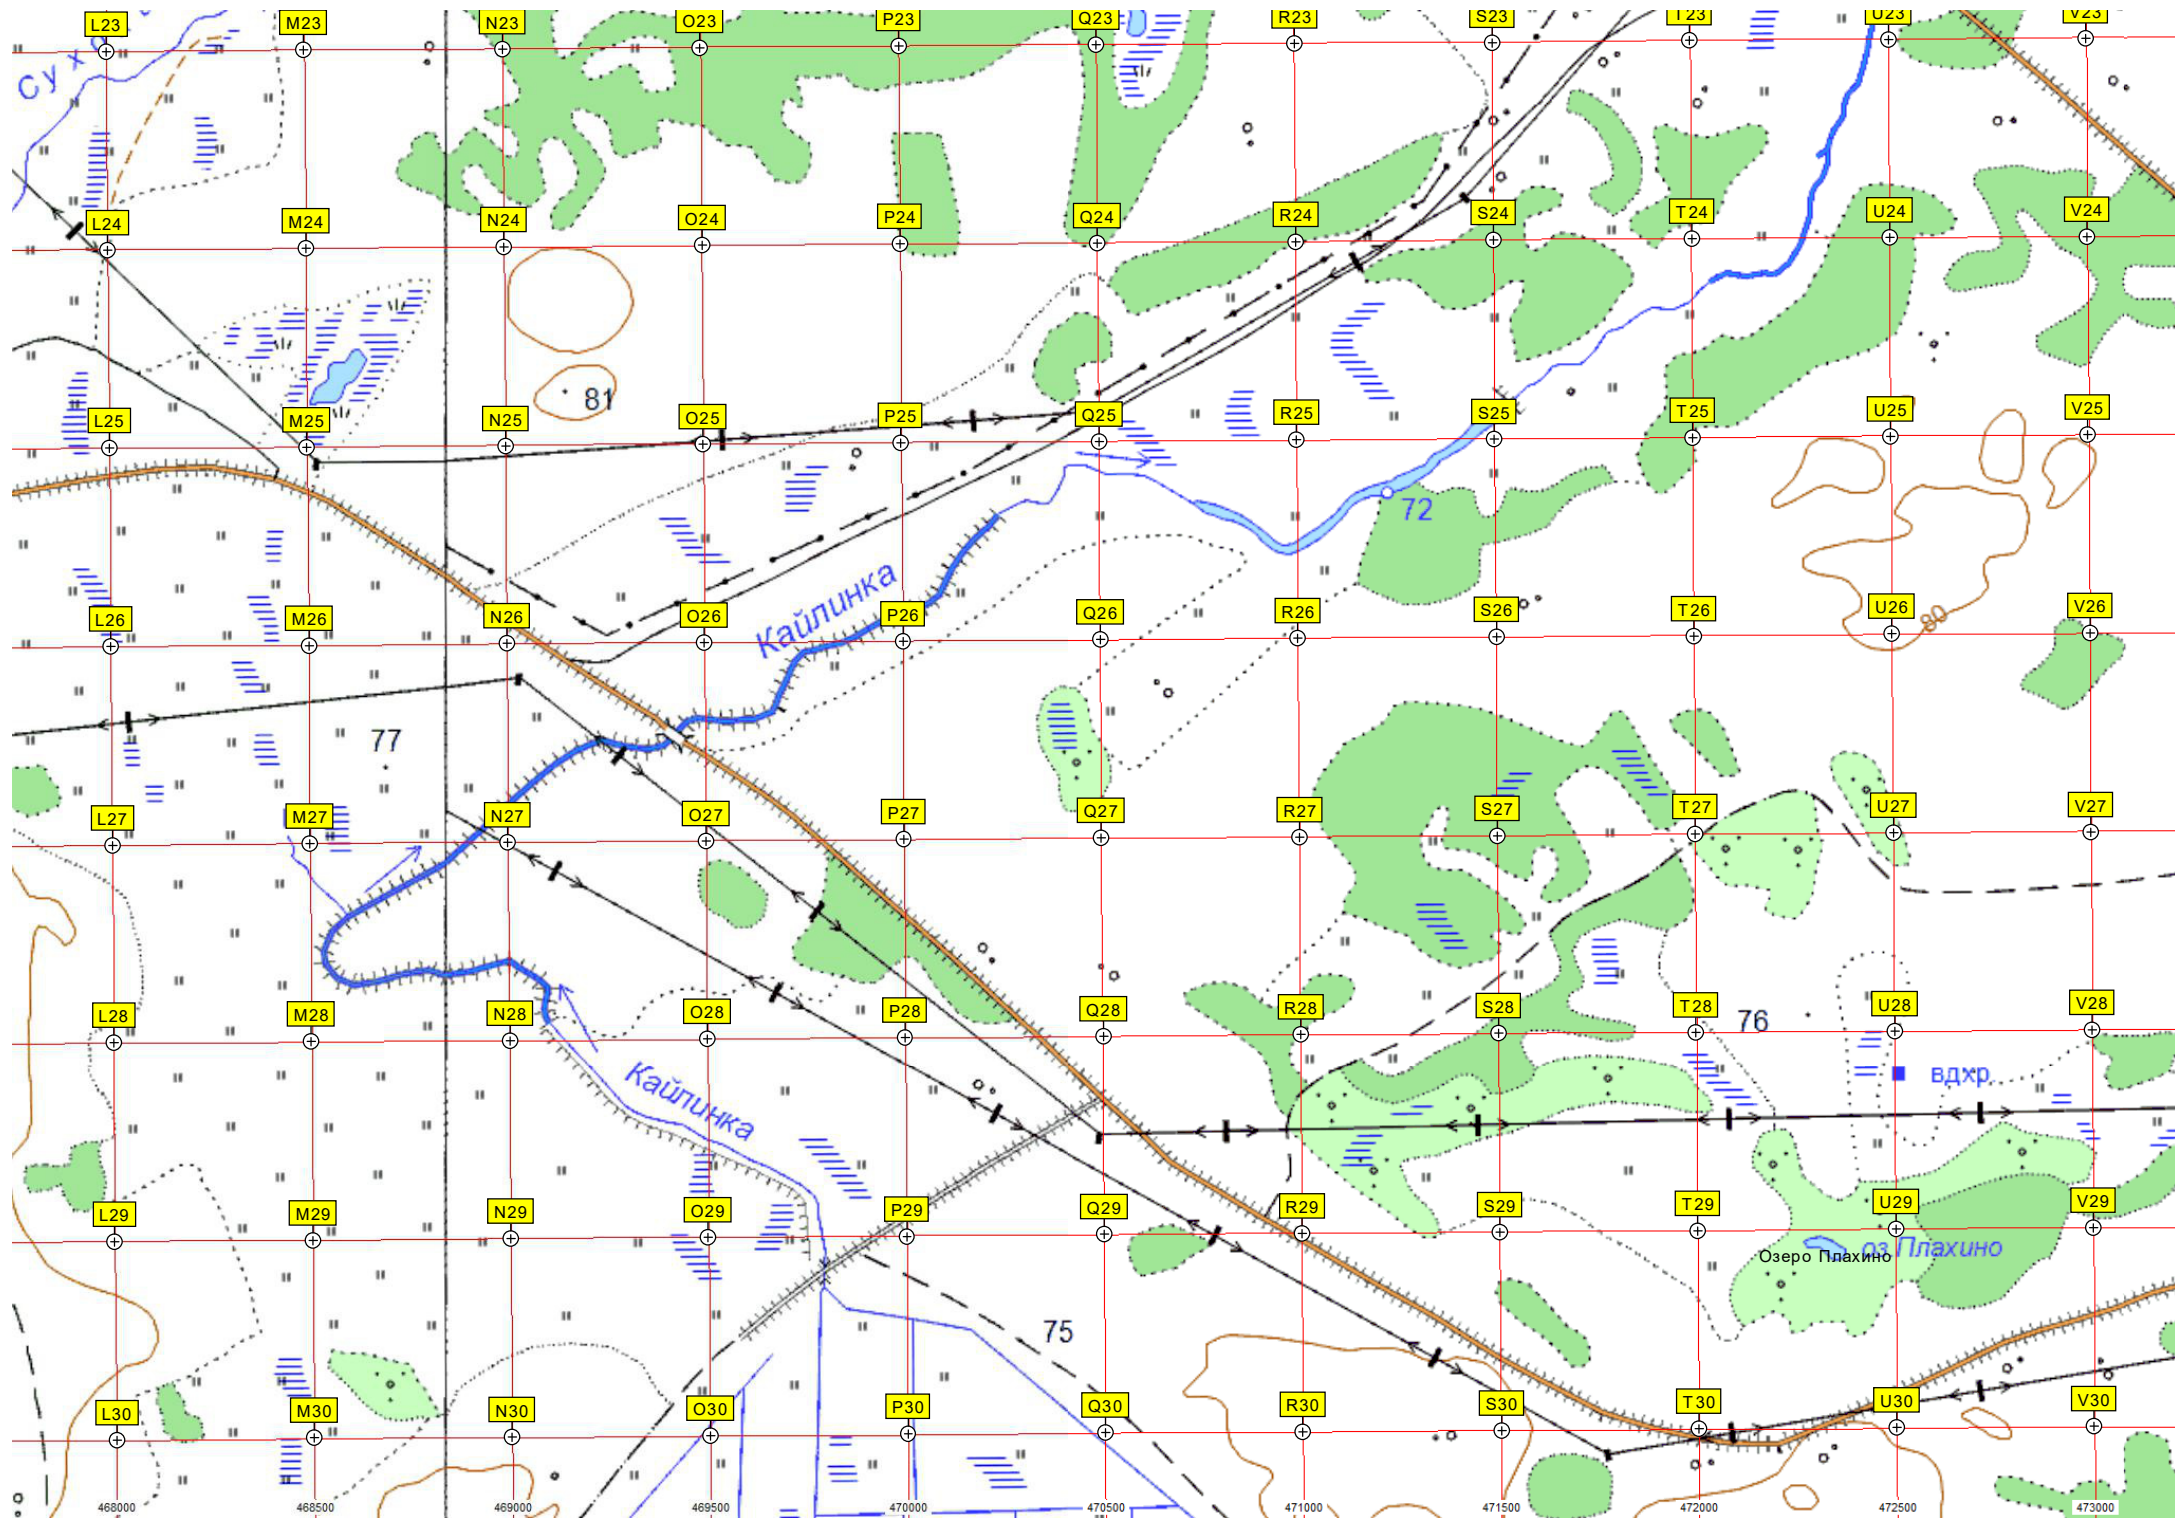 L23 M23 N23 O23 P23 Q23 R23 S23 T23 U23 V23
Сух
L24 M24 N24 O24 P24 Q24 R24 S24 T24 U24 V24
81
L25 M25 N25 O25 P25 Q25 R25 S25 T25 U25 V25
72
Кайлинка
L26 M26 N26 O26 P26 Q26 R26 S26 T26 U26 V26
80
77
L27 M27 N27 O27 P27 Q27 R27 S27 T27 U27 V27
L28 M28 N28 O28 P28 Q28 R28 S28 T28 U28 V28
76
Кайлинка
вдхр.
L29 M29 N29 O29 P29 Q29 R29 S29 T29 U29 V29
оз Плахино
Озеро Плахино
75
L30 M30 N30 O30 P30 Q30 R30 S30 T30 U30 V30
468000 468500 469000 469500 470000 470500 471000 471500 472000 472500 473000